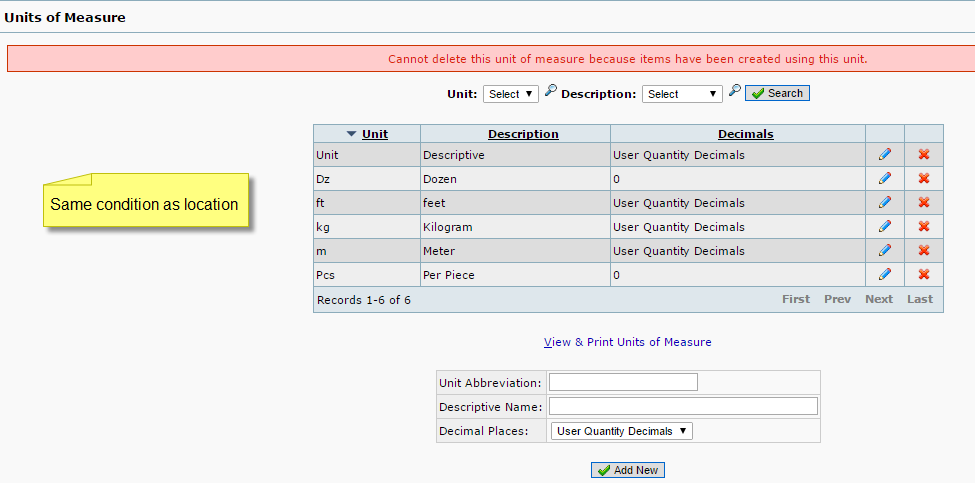 Units of Measure
Cannot delete this unit of measure because items have been created using this unit.
Unit: Select Description: Select Search
Unit Description Decimals
Unit Descriptive User Quantity Decimals
Dz Dozen 0
ft feet User Quantity Decimals
Same condition as location
kg Kilogram User Quantity Decimals
m Meter User Quantity Decimals
Pcs Per Piece 0
Records 1-6 of 6 First Prev Next Last
View & Print Units of Measure
Unit Abbreviation:
Descriptive Name:
Decimal Places: User Quantity Decimals
Add New